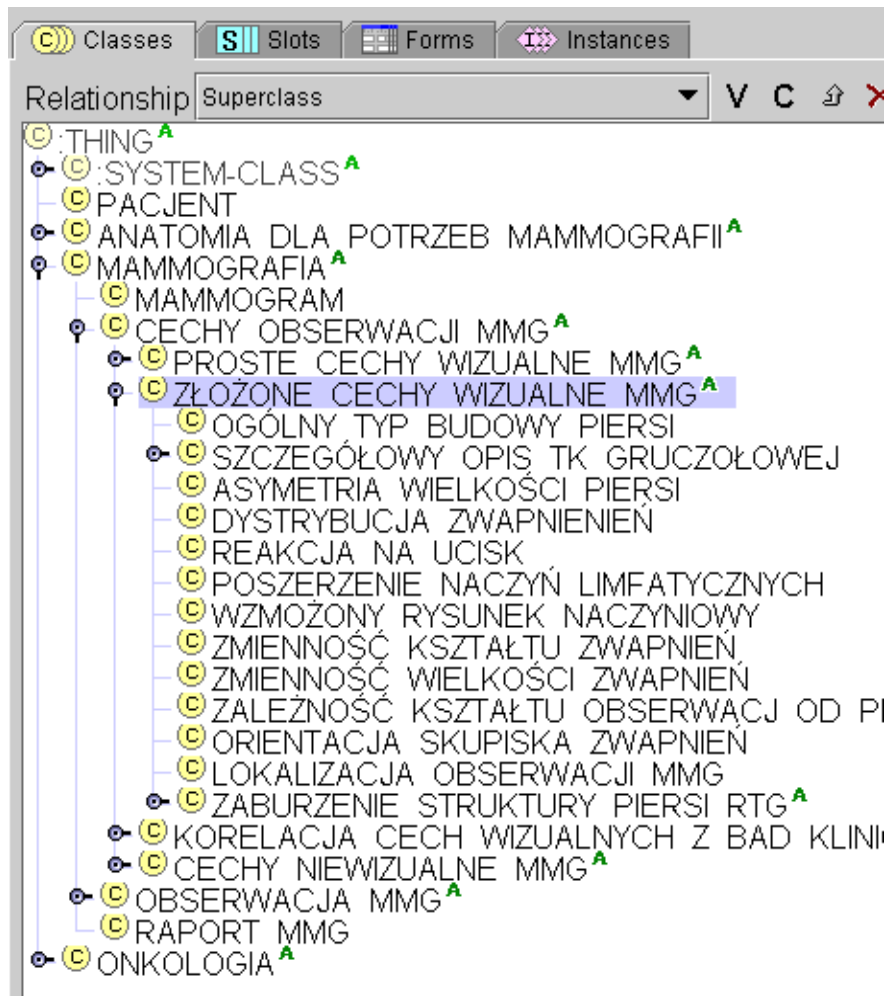 Classes Slots Forms Instances
Relationship Superclass V C
:THING A
:SYSTEM-CLASS A
PACJENT
ANATOMIA DLA POTRZEB MAMMOGRAFII A
MAMMOGRAFIA A
MAMMOGRAM
CECHY OBSERWACJI MMG A
PROSTE CECHY WIZUALNE MMG A
ZŁOŻONE CECHY WIZUALNE MMG A
OGÓLNY TYP BUDOWY PIERSI
SZCZEGÓŁOWY OPIS TK GRUCZOŁOWEJ
ASYMETRIA WIELKOŚCI PIERSI
DYSTRYBUCJA ZWAPNIENIEŃ
REAKCJA NA UCISK
POSZERZENIE NACZYŃ LIMFATYCZNYCH
WZMOŻONY RYSUNEK NACZYNIOWY
ZMIENNOŚĆ KSZTAŁTU ZWAPNIEŃ
ZMIENNOŚĆ WIELKOŚCI ZWAPNIEŃ
ZALEŻNOŚĆ KSZTAŁTU OBSERWACJ OD
ORIENTACJA SKUPISKA ZWAPNIEŃ
LOKALIZACJA OBSERWACJI MMG
ZABURZENIE STRUKTURY PIERSI RTG A
KORELACJA CECH WIZUALNYCH Z BAD
CECHY NIEWIZUALNE MMG A
OBSERWACJA MMG A
RAPORT MMG
ONKOLOGIA A